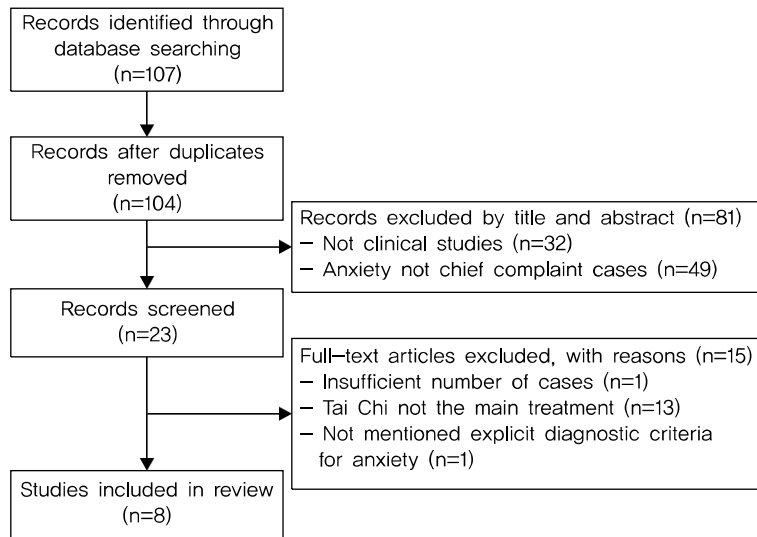 Records identified through
database searching
(n=107)
Records after duplicates
removed
(n=104)
Records excluded by title and abstract (n=81)
– Not clinical studies (n=32)
– Anxiety not chief complaint cases (n=49)
Records screened
(n=23)
Full–text articles excluded, with reasons (n=15)
– Insufficient number of cases (n=1)
– Tai Chi not the main treatment (n=13)
– Not mentioned explicit diagnostic criteria
for anxiety (n=1)
Studies included in review
(n=8)